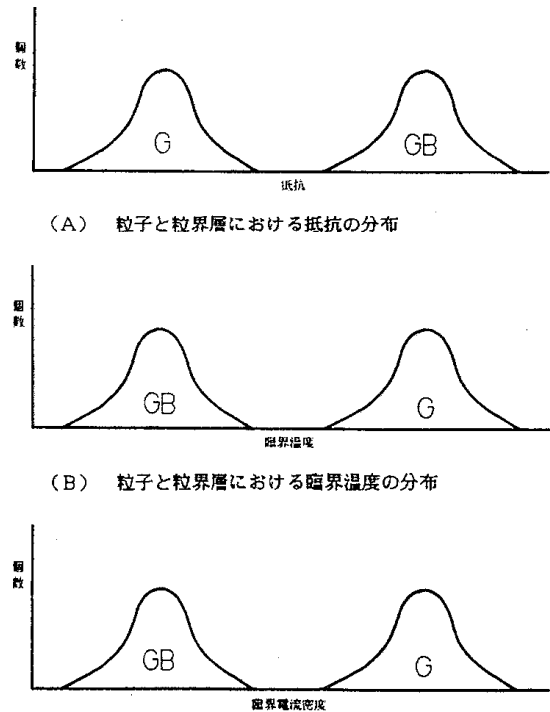 個数
G
GB
抵抗
(A) 粒子と粒界層における抵抗の分布
個数
GB
G
臨界温度
(B) 粒子と粒界層における臨界温度の分布
個数
GB
G
臨界電流密度